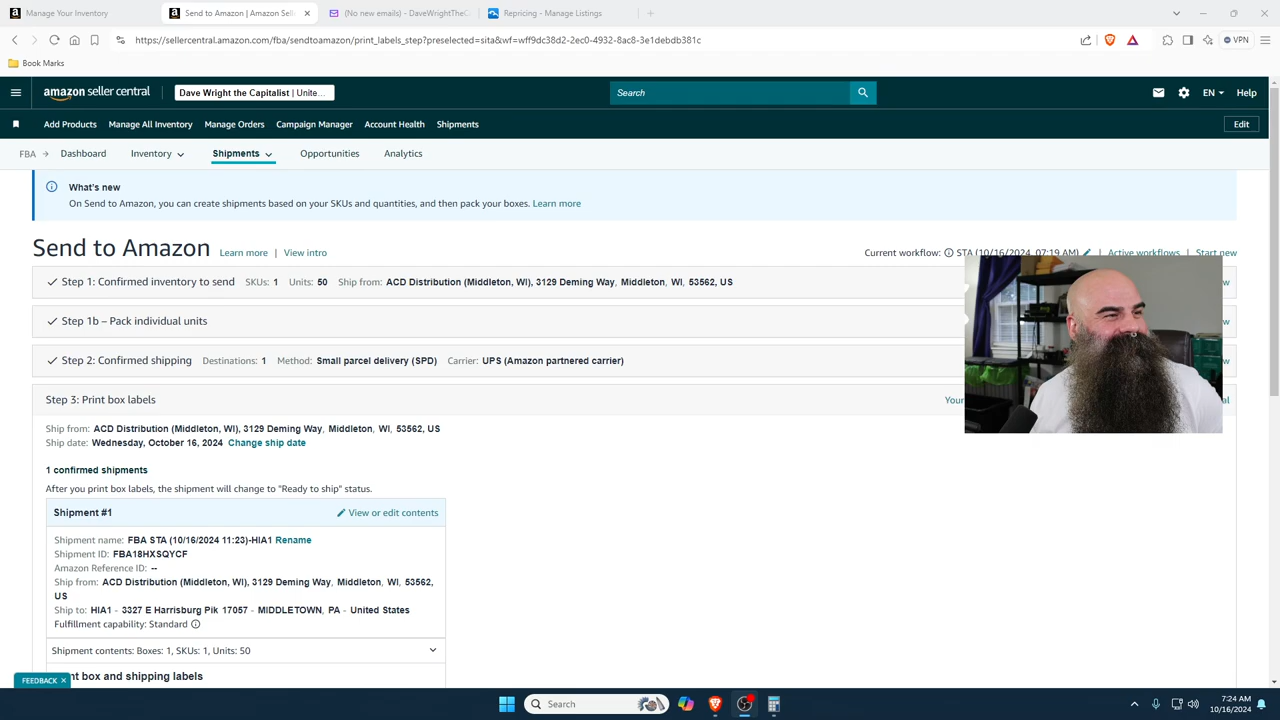 Manage Your Inventory
Send to Amazon | Amazon Sell
(No new emails) - DaveWrightTheC
Repricing - Manage Listings
https://sellercentral.amazon.com/fba/sendtoamazon/print_labels_step?preselected=sita&wf=wff9dc38d2-2ec0-4932-8ac8-3e1debdb381c
VPN
Book Marks
amazon seller central
Dave Wright the Capitalist | Unite...
Search
EN
Help
Add Products
Manage All Inventory
Manage Orders
Campaign Manager
Account Health
Shipments
Edit
FBA
Dashboard
Inventory
Shipments
Opportunities
Analytics
What's new
On Send to Amazon, you can create shipments based on your SKUs and quantities, and then pack your boxes. Learn more
Send to Amazon Learn more | View intro
Current workflow: STA (10/16/2024, 07:19 AM) | Active workflows | Start new
Step 1: Confirmed inventory to send SKUs: 1 Units: 50 Ship from: ACD Distribution (Middleton, WI), 3129 Deming Way, Middleton, WI, 53562, US
Step 1b – Pack individual units
Step 2: Confirmed shipping Destinations: 1 Method: Small parcel delivery (SPD) Carrier: UPS (Amazon partnered carrier)
Step 3: Print box labels
Your
Ship from: ACD Distribution (Middleton, WI), 3129 Deming Way, Middleton, WI, 53562, US
Ship date: Wednesday, October 16, 2024 Change ship date
1 confirmed shipments
After you print box labels, the shipment will change to "Ready to ship" status.
Shipment #1
View or edit contents
Shipment name: FBA STA (10/16/2024 11:23)-HIA1 Rename
Shipment ID: FBA18HXSQYCF
Amazon Reference ID: --
Ship from: ACD Distribution (Middleton, WI), 3129 Deming Way, Middleton, WI, 53562,
US
Ship to: HIA1 - 3327 E Harrisburg Pik 17057 - MIDDLETOWN, PA - United States
Fulfillment capability: Standard
Shipment contents: Boxes: 1, SKUs: 1, Units: 50
nt box and shipping labels
FEEDBACK ×
Search
7:24 AM
10/16/2024